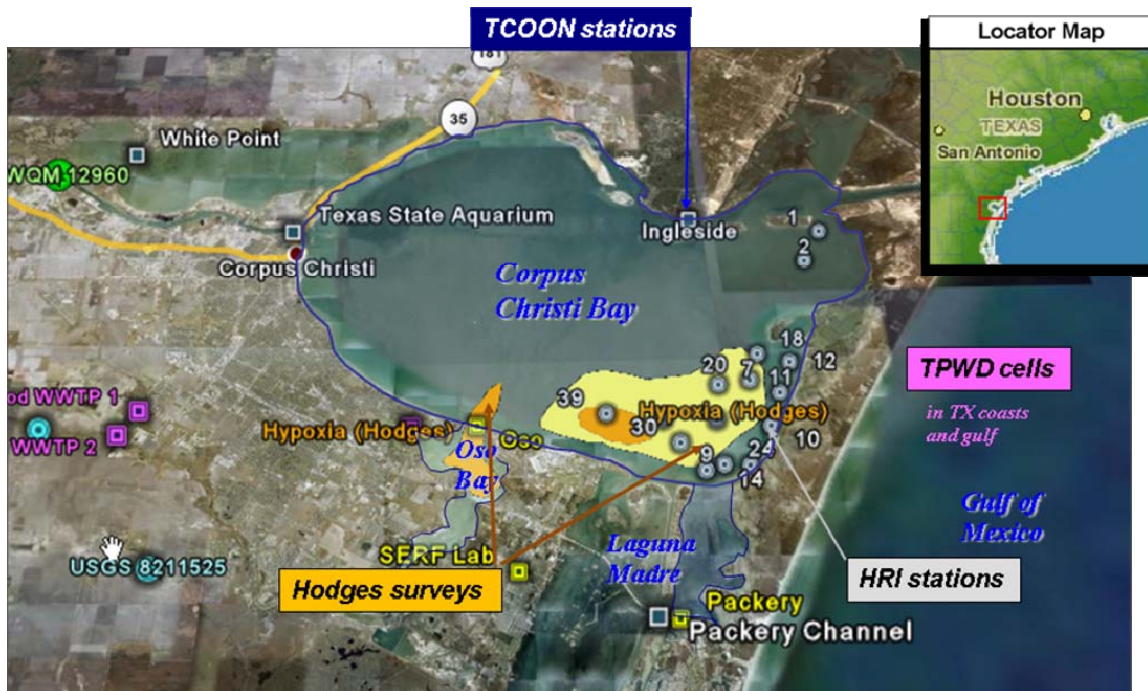 TCOON stations
Locator Map
Houston
TEXAS
San Antonio
181
35
White Point
WQM 12960
Texas State Aquarium
Ingleside
1
2
Corpus Christi
Corpus
Christi Bay
18
12
20
7
11
TPWD cells
in TX coasts
and gulf
39
Hypoxia (Hodges)
30
od WWTP 1
WWTP 2
Hypoxia (Hodges)
Oso
10
Oso
Bay
9
24
14
Gulf of
Mexico
USGS 8211525
SERF Lab
Laguna
Madre
Hodges surveys
HRI stations
Packery
Packery Channel